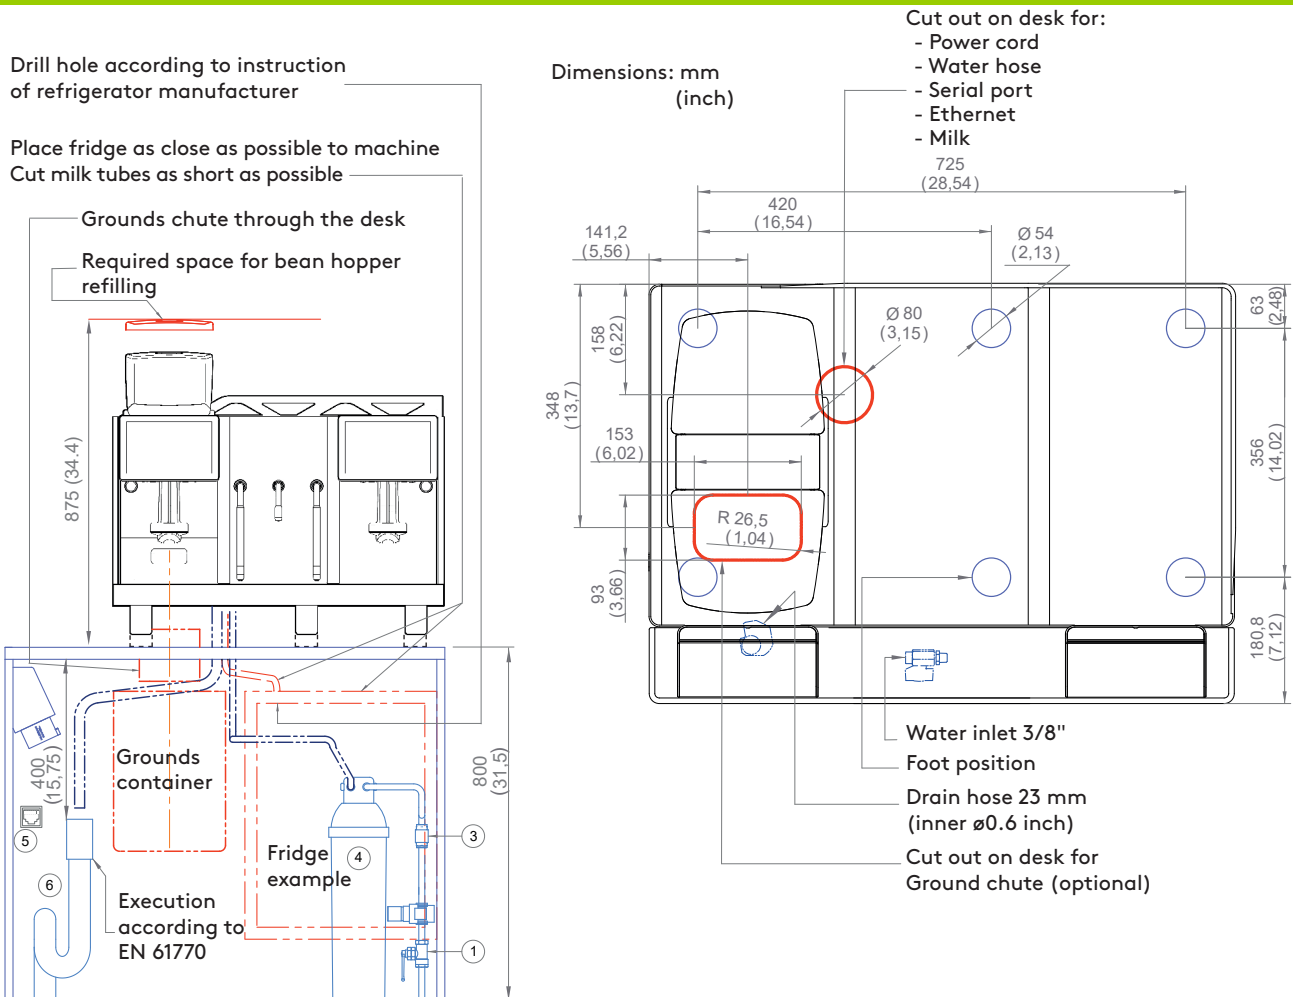 Drill hole according to instruction
of refrigerator manufacturer
Place fridge as close as possible to machine
Cut milk tubes as short as possible
Grounds chute through the desk
Required space for bean hopper
refilling
875 (34.4)
400
(15,75)
Grounds
container
800
(31.5)
5
6
Fridge
example
4
3
1
Execution
according to
EN 61770
Dimensions: mm
(inch)
Cut out on desk for:
- Power cord
- Water hose
- Serial port
- Ethernet
- Milk
725
(28,54)
420
(16,54)
141,2
(5,56)
Ø 54
(2,13)
63
(2,48)
158
(6,22)
Ø 80
(3,15)
348
(13,7)
153
(6,02)
356
(14,02)
R 26,5
(1,04)
93
(3,66)
180,8
(7,12)
Water inlet 3/8"
Foot position
Drain hose 23 mm
(inner ø0.6 inch)
Cut out on desk for
Ground chute (optional)